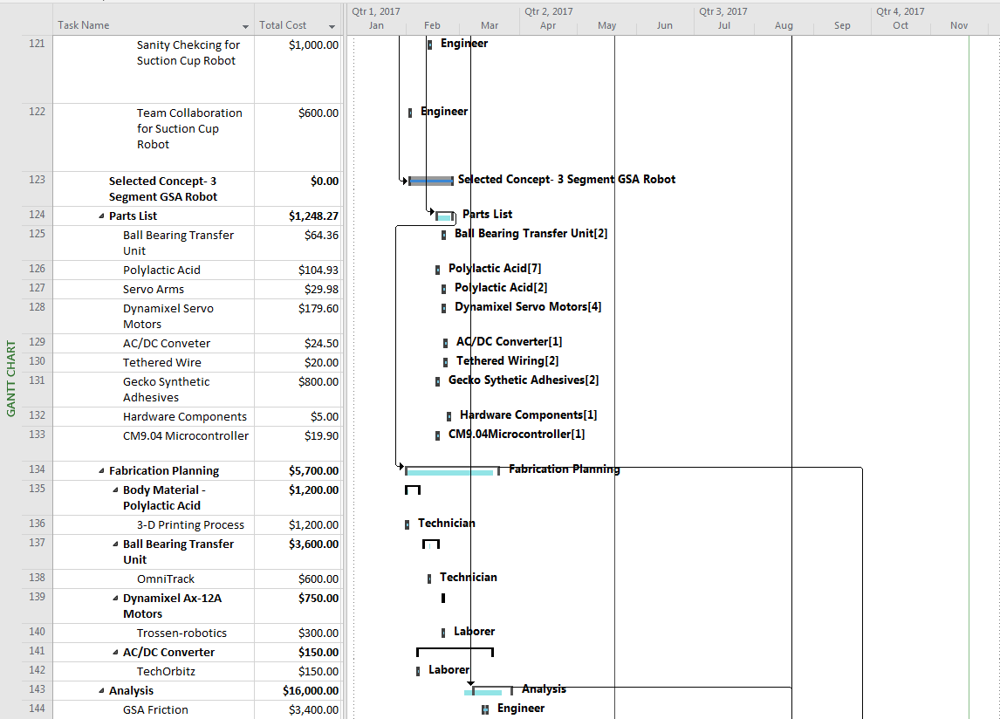 Qtr 1, 2017 Qtr 2, 2017 Qtr 3, 2017 Qtr 4, 2017
Task Name Total Cost Jan Feb Mar Apr May Jun Jul Aug Sep Oct Nov
121 Sanity Chekcing for $1,000.00 Engineer
Suction Cup Robot
122 Team Collaboration $600.00 Engineer
for Suction Cup
Robot
123 Selected Concept- 3 $0.00 Selected Concept- 3 Segment GSA Robot
Segment GSA Robot
124 Parts List $1,248.27 Parts List
125 Ball Bearing Transfer $64.36 Ball Bearing Transfer Unit[2]
Unit
126 Polylactic Acid $104.93 Polylactic Acid[7]
127 Servo Arms $29.98 Polylactic Acid[2]
128 Dynamixel Servo $179.60 Dynamixel Servo Motors[4]
Motors
129 AC/DC Conveter $24.50 AC/DC Converter[1]
130 Tethered Wire $20.00 Tethered Wiring[2]
131 Gecko Synthetic $800.00 Gecko Sythetic Adhesives[2]
Adhesives
132 Hardware Components $5.00 Hardware Components[1]
133 CM9.04 Microcontroller $19.90 CM9.04Microcontroller[1]
134 Fabrication Planning $5,700.00 Fabrication Planning
135 Body Material - $1,200.00
Polylactic Acid
136 3-D Printing Process $1,200.00 Technician
137 Ball Bearing Transfer $3,600.00
Unit
138 OmniTrack $600.00 Technician
139 Dynamixel Ax-12A $750.00
Motors
140 Trossen-robotics $300.00 Laborer
141 AC/DC Converter $150.00
142 TechOrbitz $150.00 Laborer
143 Analysis $16,000.00 Analysis
144 GSA Friction $3,400.00 Engineer
GANTT CHART